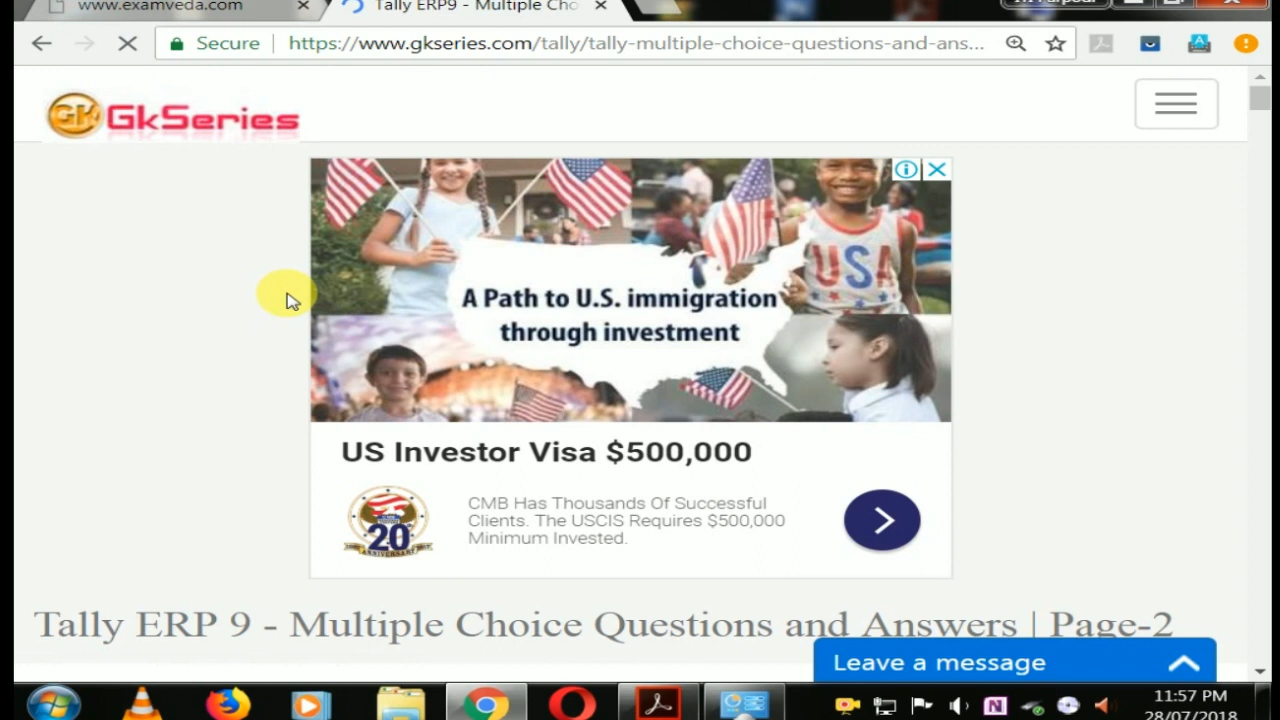 www.examveda.com
Tally ERP9 - Multiple Cho
Secure
https://www.gkseries.com/tally/tally-multiple-choice-questions-and-ans...
GK GkSeries
A Path to U.S. immigration
through investment
USA
US Investor Visa $500,000
CMB Has Thousands Of Successful
Clients. The USCIS Requires $500,000
Minimum Invested.
20
ANNIVERSARY
Tally ERP 9 - Multiple Choice Questions and Answers | Page-2
Leave a message
11:57 PM
28/07/2018